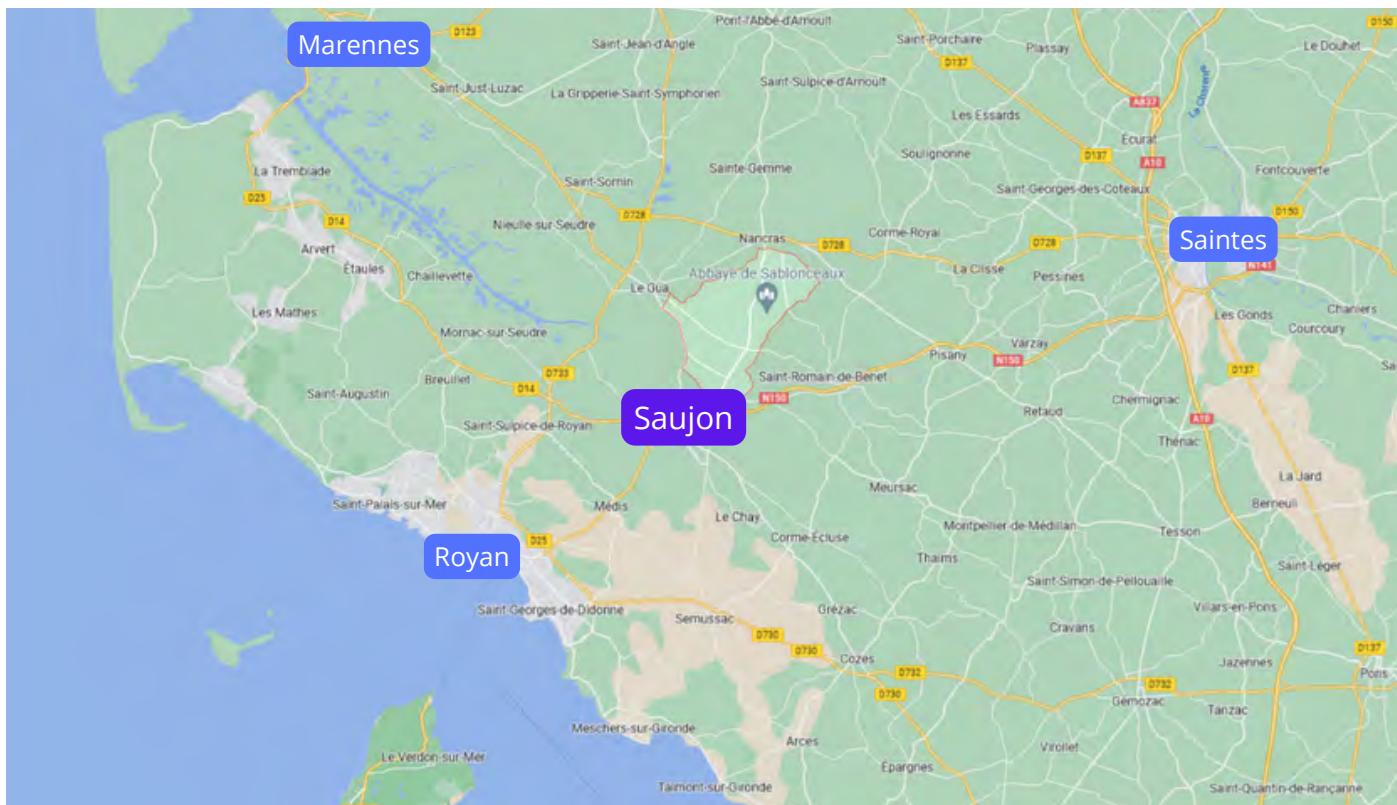 Pont-l'Abbé-d'Arnoult
D150
Marennes
D123
Saint-Jean-d'Angle
Saint-Porchaire
Plassay
Le Douhet
D137
Saint-Just-Luzac
La Gripperie-Saint-Symphorien
Saint-Sulpice-d'Arnoult
A837
La Charente
Les Essards
Écurat
La Tremblade
Sainte-Gemme
Soulignonne
D137
A10
Fontcouverte
Saint-Sornin
Saint-Georges-des-Coteaux
D25
D14
D728
D150
Nieulle-sur-Seudre
Nancras
D728
Corme-Royal
D728
Saintes
Arvert
Étaules
Chaillevette
Abbaye de Sablonceaux
La Clisse
Pessines
N141
Le Gua
Les Mathes
Les Gonds
Chaniers
Courcoury
Mornac-sur-Seudre
Varzay
Pisany
N150
D733
Breuillet
D14
Saint-Augustin
Saint-Romain-de-Benet
D137
N150
Chermignac
Saujon
Retaud
A10
Saint-Sulpice-de-Royan
Thénac
La Jard
Meursac
Saint-Palais-sur-Mer
Médis
Le Chay
Berneuil
Montpellier-de-Médillan
Tesson
Royan
D25
Corme-Écluse
Thaims
Saint-Léger
Saint-Simon-de-Pellouaille
Saint-Georges-de-Didonne
Semussac
Grézac
Villars-en-Pons
D730
Cravans
D730
D137
Cozes
Jazennes
D732
Pons
D730
D732
Gémozac
Tanzac
Meschers-sur-Gironde
Arces
Virollet
Le Verdon-sur-Mer
Épargnes
Talmont-sur-Gironde
Saint-Quantin-de-Rançanne